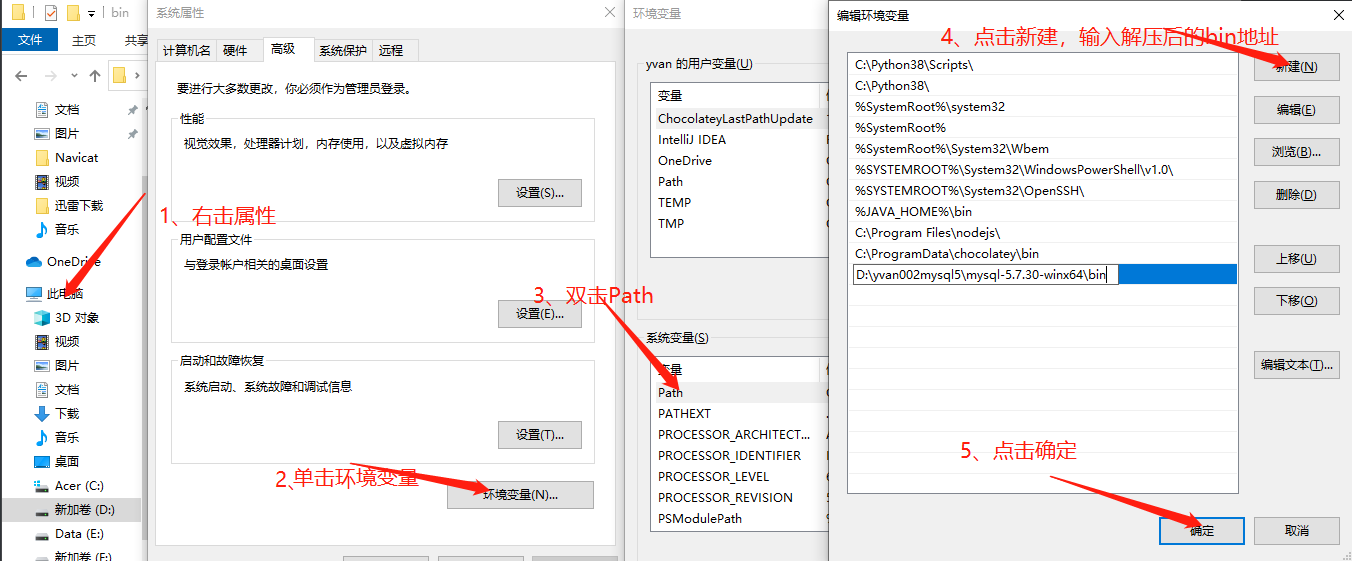 bin
文件
主页
共享
文档
图片
Navicat
视频
迅雷下载
音乐
OneDrive
此电脑
3D 对象
视频
图片
文档
下载
音乐
桌面
Acer (C:)
新加卷 (D:)
Data (E:)
新加卷 (F:)
1、右击属性
系统属性
计算机名
硬件
高级
系统保护
远程
要进行大多数更改，你必须作为管理员登录。
性能
视觉效果，处理器计划，内存使用，以及虚拟内存
设置(S)...
用户配置文件
与登录帐户相关的桌面设置
设置(E)...
启动和故障恢复
系统启动、系统故障和调试信息
设置(T)...
2、单击环境变量
环境变量(N)...
环境变量
yvan 的用户变量(U)
变量
ChocolateyLastPathUpdate
IntelliJ IDEA
OneDrive
Path
TEMP
TMP
3、双击Path
系统变量(S)
变量
Path
PATHEXT
PROCESSOR_ARCHITECT...
PROCESSOR_IDENTIFIER
PROCESSOR_LEVEL
PROCESSOR_REVISION
PSModulePath
编辑环境变量
4、点击新建，输入解压后的bin地址
C:\Python38\Scripts\
C:\Python38\
%SystemRoot%\system32
%SystemRoot%
%SystemRoot%\System32\Wbem
%SYSTEMROOT%\System32\WindowsPowerShell\v1.0\
%SYSTEMROOT%\System32\OpenSSH\
%JAVA_HOME%\bin
C:\Program Files\nodejs\
C:\ProgramData\chocolatey\bin
D:\yvan002mysql5\mysql-5.7.30-winx64\bin
新建(N)
编辑(E)
浏览(B)...
删除(D)
上移(U)
下移(O)
编辑文本(T)...
5、点击确定
确定
取消